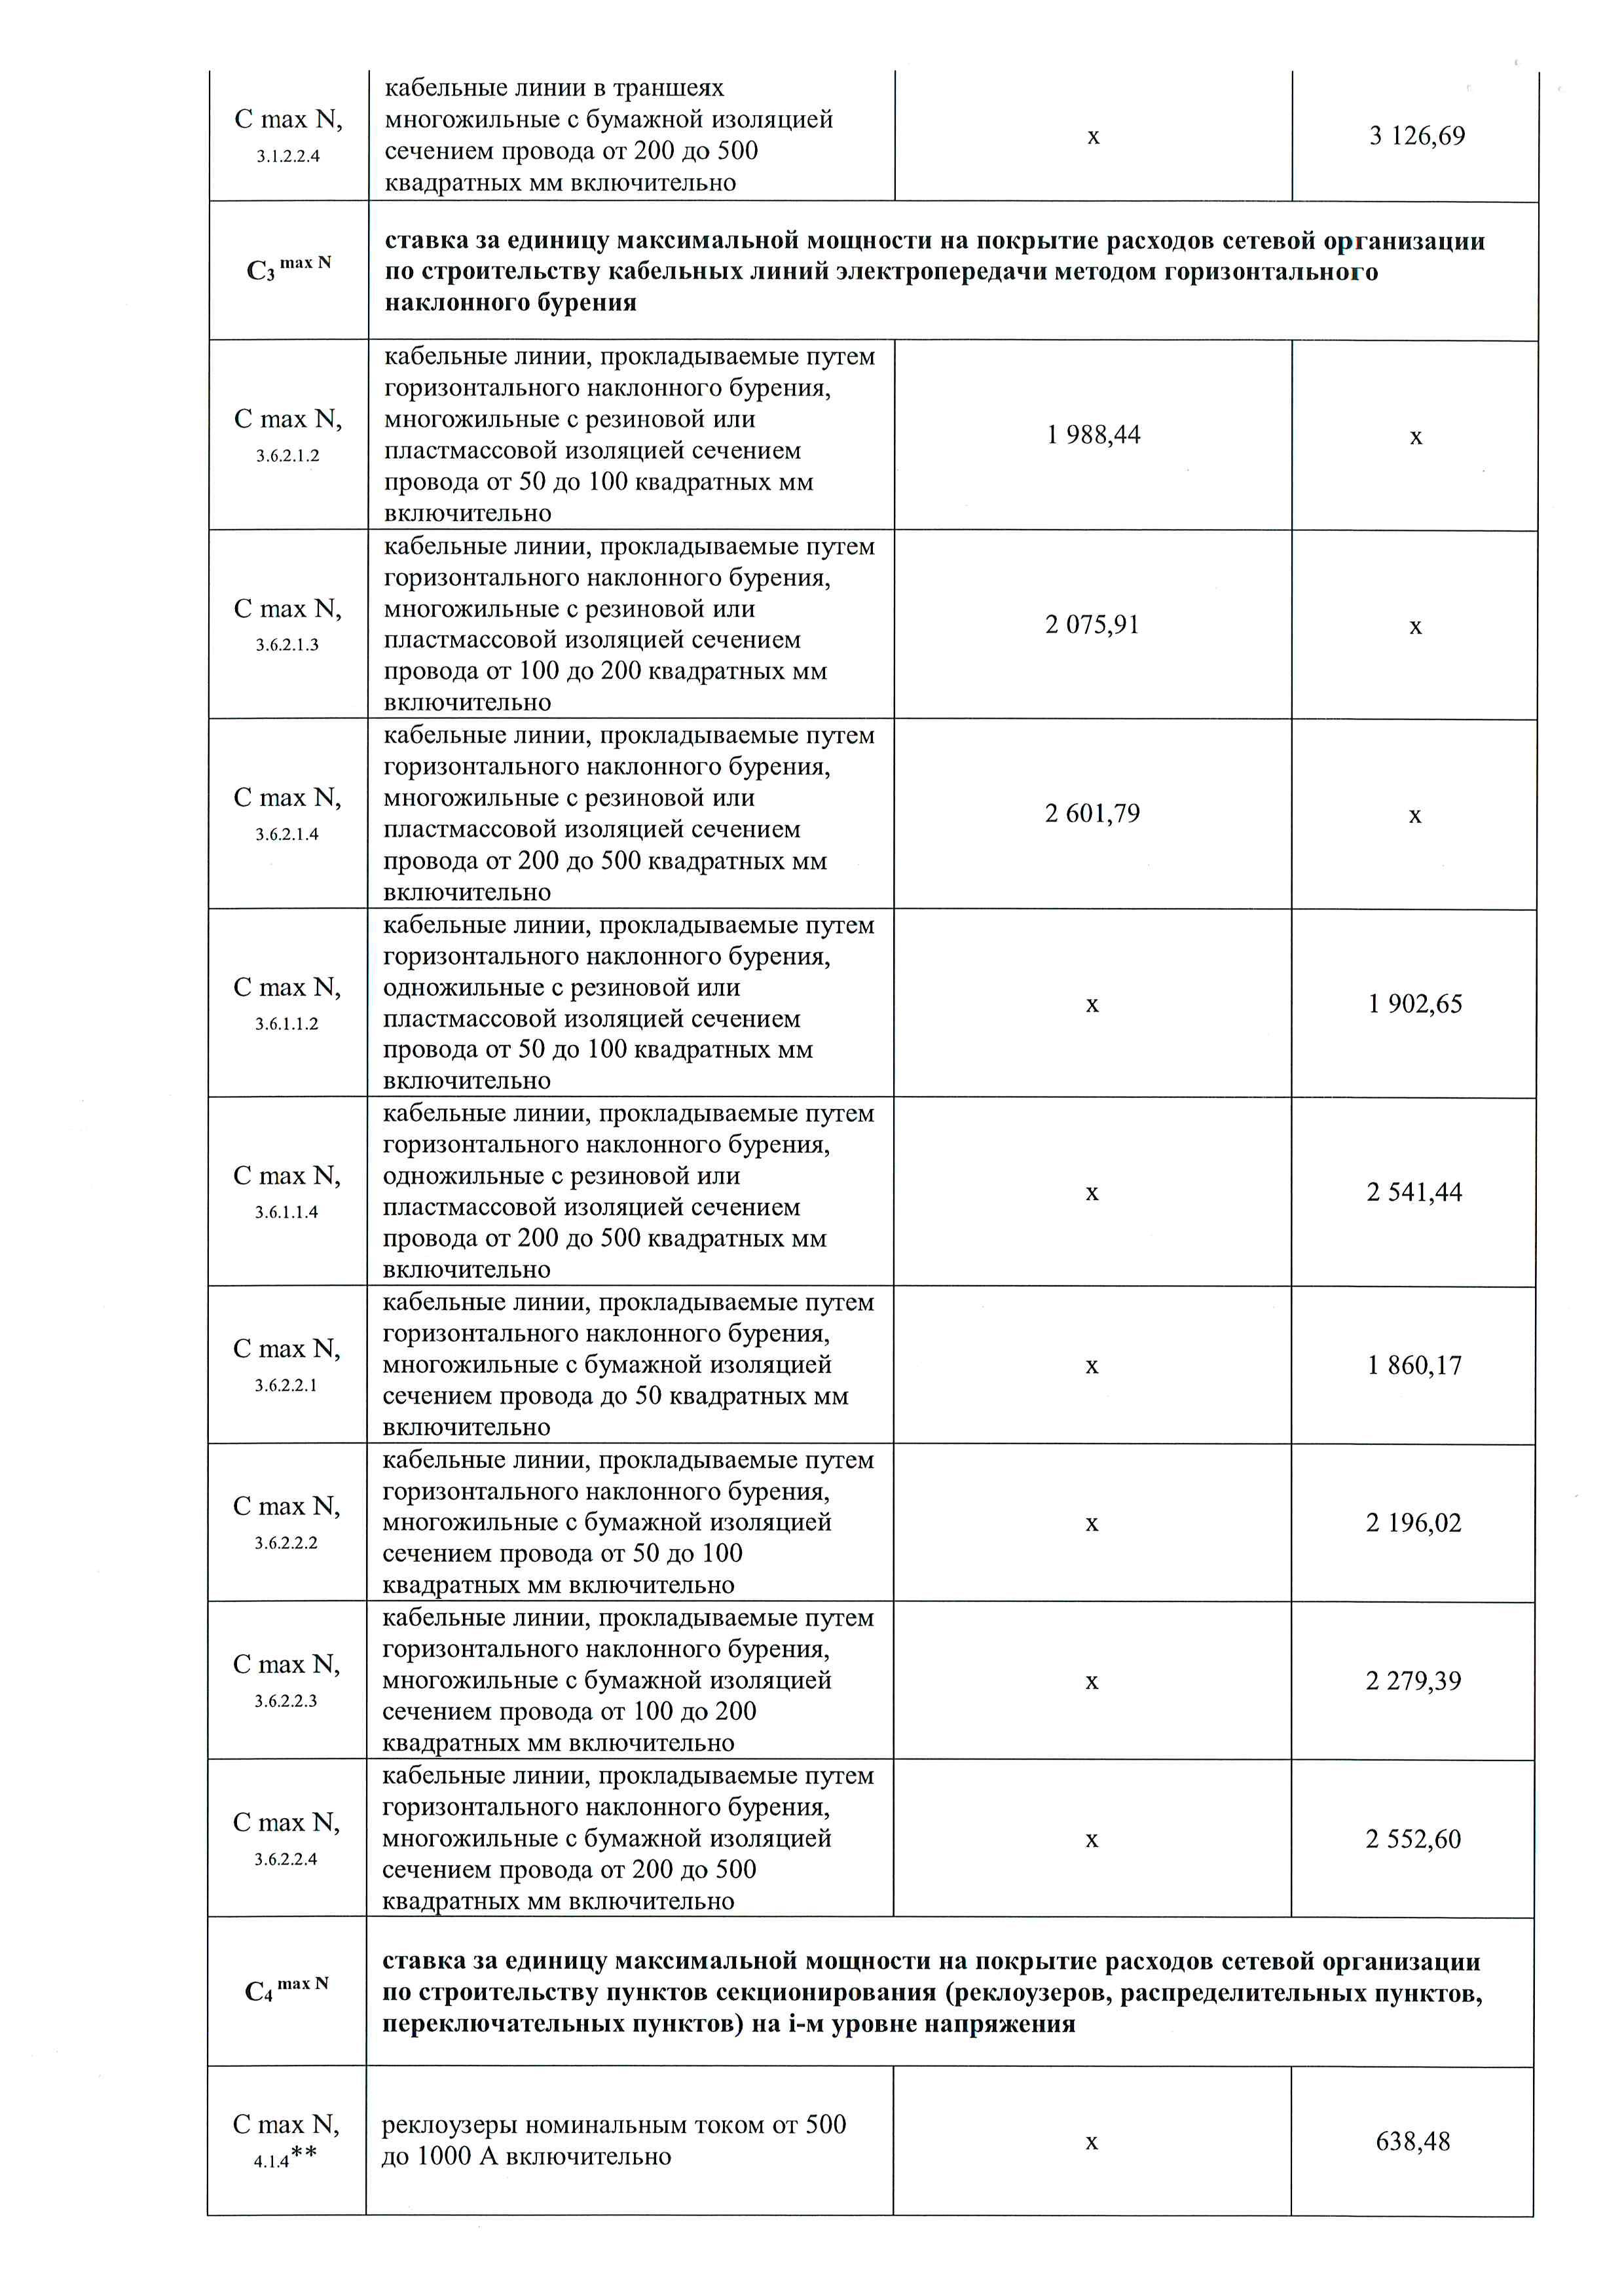 С max N,
3.1.2.2.4
кабельные линии в траншеях
многожильные с бумажной изоляцией
сечением провода от 200 до 500
квадратных мм включительно
х
3 126,69
С3 max N
ставка за единицу максимальной мощности на покрытие расходов сетевой организации
по строительству кабельных линий электропередачи методом горизонтального
наклонного бурения
С max N,
3.6.2.1.2
кабельные линии, прокладываемые путем
горизонтального наклонного бурения,
многожильные с резиновой или
пластмассовой изоляцией сечением
провода от 50 до 100 квадратных мм
включительно
1 988,44
х
С max N,
3.6.2.1.3
кабельные линии, прокладываемые путем
горизонтального наклонного бурения,
многожильные с резиновой или
пластмассовой изоляцией сечением
провода от 100 до 200 квадратных мм
включительно
2 075,91
х
С max N,
3.6.2.1.4
кабельные линии, прокладываемые путем
горизонтального наклонного бурения,
многожильные с резиновой или
пластмассовой изоляцией сечением
провода от 200 до 500 квадратных мм
включительно
2 601,79
х
С max N,
3.6.1.1.2
кабельные линии, прокладываемые путем
горизонтального наклонного бурения,
одножильные с резиновой или
пластмассовой изоляцией сечением
провода от 50 до 100 квадратных мм
включительно
х
1 902,65
С max N,
3.6.1.1.4
кабельные линии, прокладываемые путем
горизонтального наклонного бурения,
одножильные с резиновой или
пластмассовой изоляцией сечением
провода от 200 до 500 квадратных мм
включительно
х
2 541,44
С max N,
3.6.2.2.1
кабельные линии, прокладываемые путем
горизонтального наклонного бурения,
многожильные с бумажной изоляцией
сечением провода до 50 квадратных мм
включительно
х
1 860,17
С max N,
3.6.2.2.2
кабельные линии, прокладываемые путем
горизонтального наклонного бурения,
многожильные с бумажной изоляцией
сечением провода от 50 до 100
квадратных мм включительно
х
2 196,02
С max N,
3.6.2.2.3
кабельные линии, прокладываемые путем
горизонтального наклонного бурения,
многожильные с бумажной изоляцией
сечением провода от 100 до 200
квадратных мм включительно
х
2 279,39
С max N,
3.6.2.2.4
кабельные линии, прокладываемые путем
горизонтального наклонного бурения,
многожильные с бумажной изоляцией
сечением провода от 200 до 500
квадратных мм включительно
х
2 552,60
С4 max N
ставка за единицу максимальной мощности на покрытие расходов сетевой организации
по строительству пунктов секционирования (реклоузеров, распределительных пунктов,
переключательных пунктов) на i-м уровне напряжения
С max N,
4.1.4**
реклоузеры номинальным током от 500
до 1000 А включительно
х
638,48